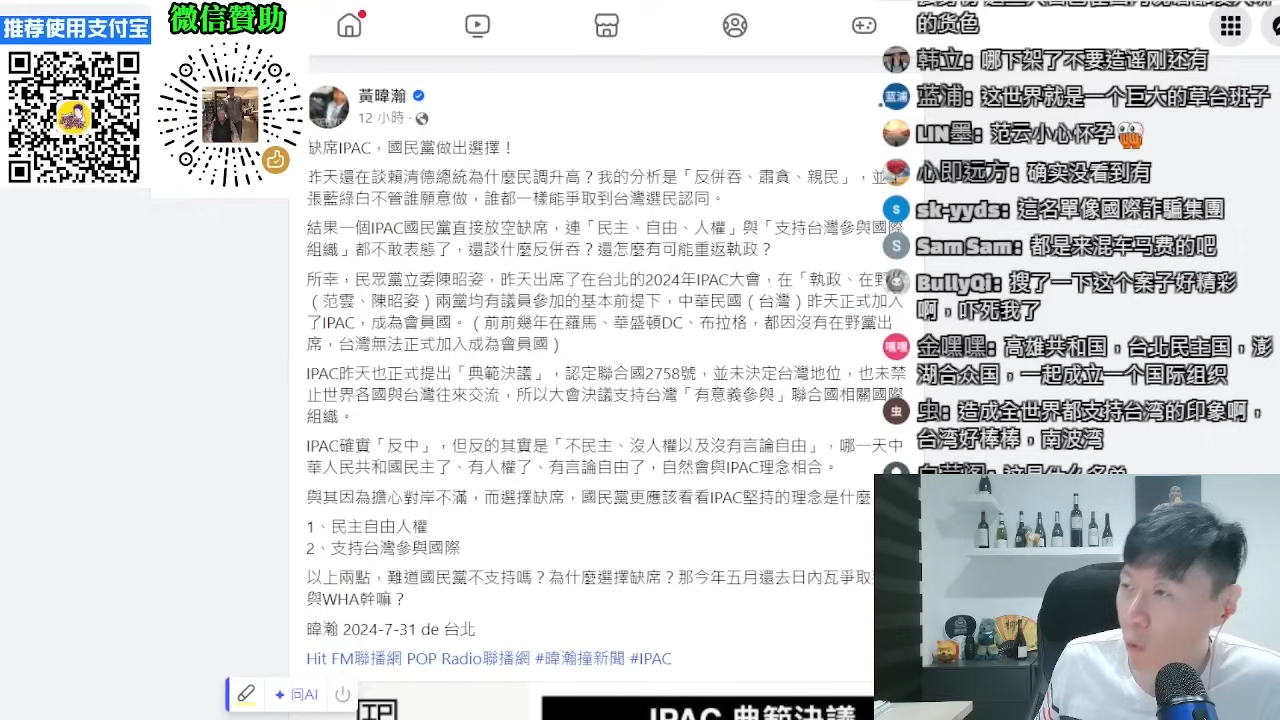 推荐使用支付宝
微信贊助
黃暐瀚
12 小時
缺席IPAC，國民黨做出選擇！
昨天還在談賴清德總統為什麼民調升高？我的分析是「反併吞、肅貪、親民」，並
張藍綠白不管誰願意做，誰都一樣能爭取到台灣選民認同。
結果一個IPAC國民黨直接放空缺席，連「民主、自由、人權」與「支持台灣參與國際
組織」都不敢表態了，還談什麼反併吞？還怎麼有可能重返執政？
所幸，民眾黨立委陳昭姿，昨天出席了在台北的2024年IPAC大會，在「執政、在野
（范雲、陳昭姿）兩黨均有議員參加的基本前提下，中華民國（台灣）昨天正式加入
了IPAC，成為會員國。（前前幾年在羅馬、華盛頓DC、布拉格，都因沒有在野黨出
席，台灣無法正式加入成為會員國）
IPAC昨天也正式提出「典範決議」，認定聯合國2758號，並未決定台灣地位，也未禁
止世界各國與台灣往來交流，所以大會決議支持台灣「有意義參與」聯合國相關國際
組織。
IPAC確實「反中」，但反的其實是「不民主、沒人權以及沒有言論自由」，哪一天中
華人民共和國民主了、有人權了、有言論自由了，自然會與IPAC理念相合。
與其因為擔心對岸不滿，而選擇缺席，國民黨更應該看看IPAC堅持的理念是什麼
1、民主自由人權
2、支持台灣參與國際
以上兩點，難道國民黨不支持嗎？為什麼選擇缺席？那今年五月還去日內瓦爭取
與WHA幹嘛？
暐瀚 2024-7-31 de 台北
Hit FM聯播網 POP Radio聯播網 #暐瀚撞新聞 #IPAC
问AI
IPAC 典範決議
的货色
韩立: 哪下架了不要造谣刚还有
蓝浦
蓝浦: 这世界就是一个巨大的草台班子
LIN墨: 范云小心怀孕
心即远方: 确实没看到有
S
sk-yyds: 這名單像國際詐騙集團
S
Sam Sam: 都是来混车马费的吧
BullyQi: 搜了一下这个案子好精彩
啊，吓死我了
嘿嘿
金嘿嘿: 高雄共和国，台北民主国，澎
湖合众国，一起成立一个国际组织
虫
虫: 造成全世界都支持台湾的印象啊，
台湾好棒棒，南波湾